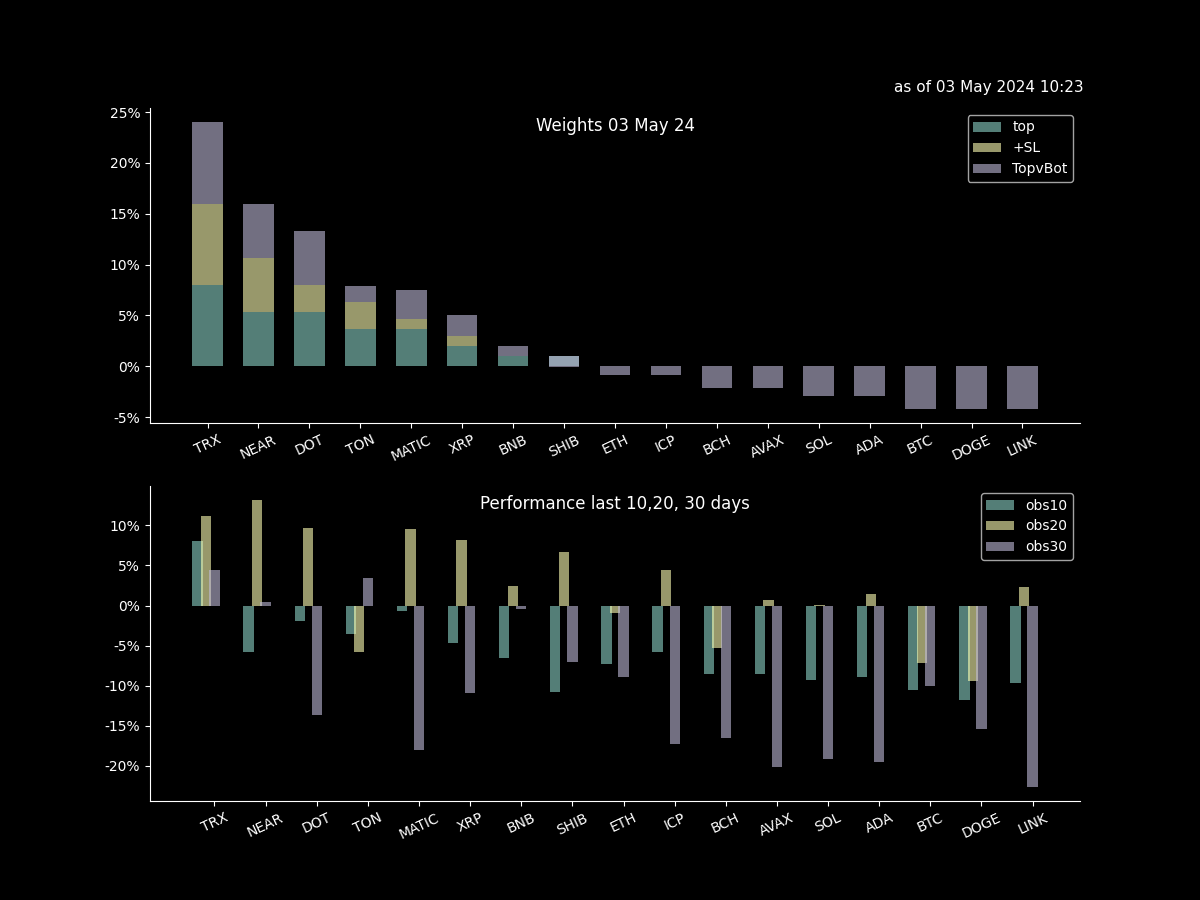 as of 03 May 2024 10:23
Weights 03 May 24
top
+SL
TopvBot
25%
20%
15%
10%
5%
0%
-5%
TRX NEAR DOT TON MATIC XRP BNB SHIB ETH ICP BCH AVAX SOL ADA BTC DOGE LINK
Performance last 10,20, 30 days
obs10
obs20
obs30
10%
5%
0%
-5%
-10%
-15%
-20%
TRX NEAR DOT TON MATIC XRP BNB SHIB ETH ICP BCH AVAX SOL ADA BTC DOGE LINK